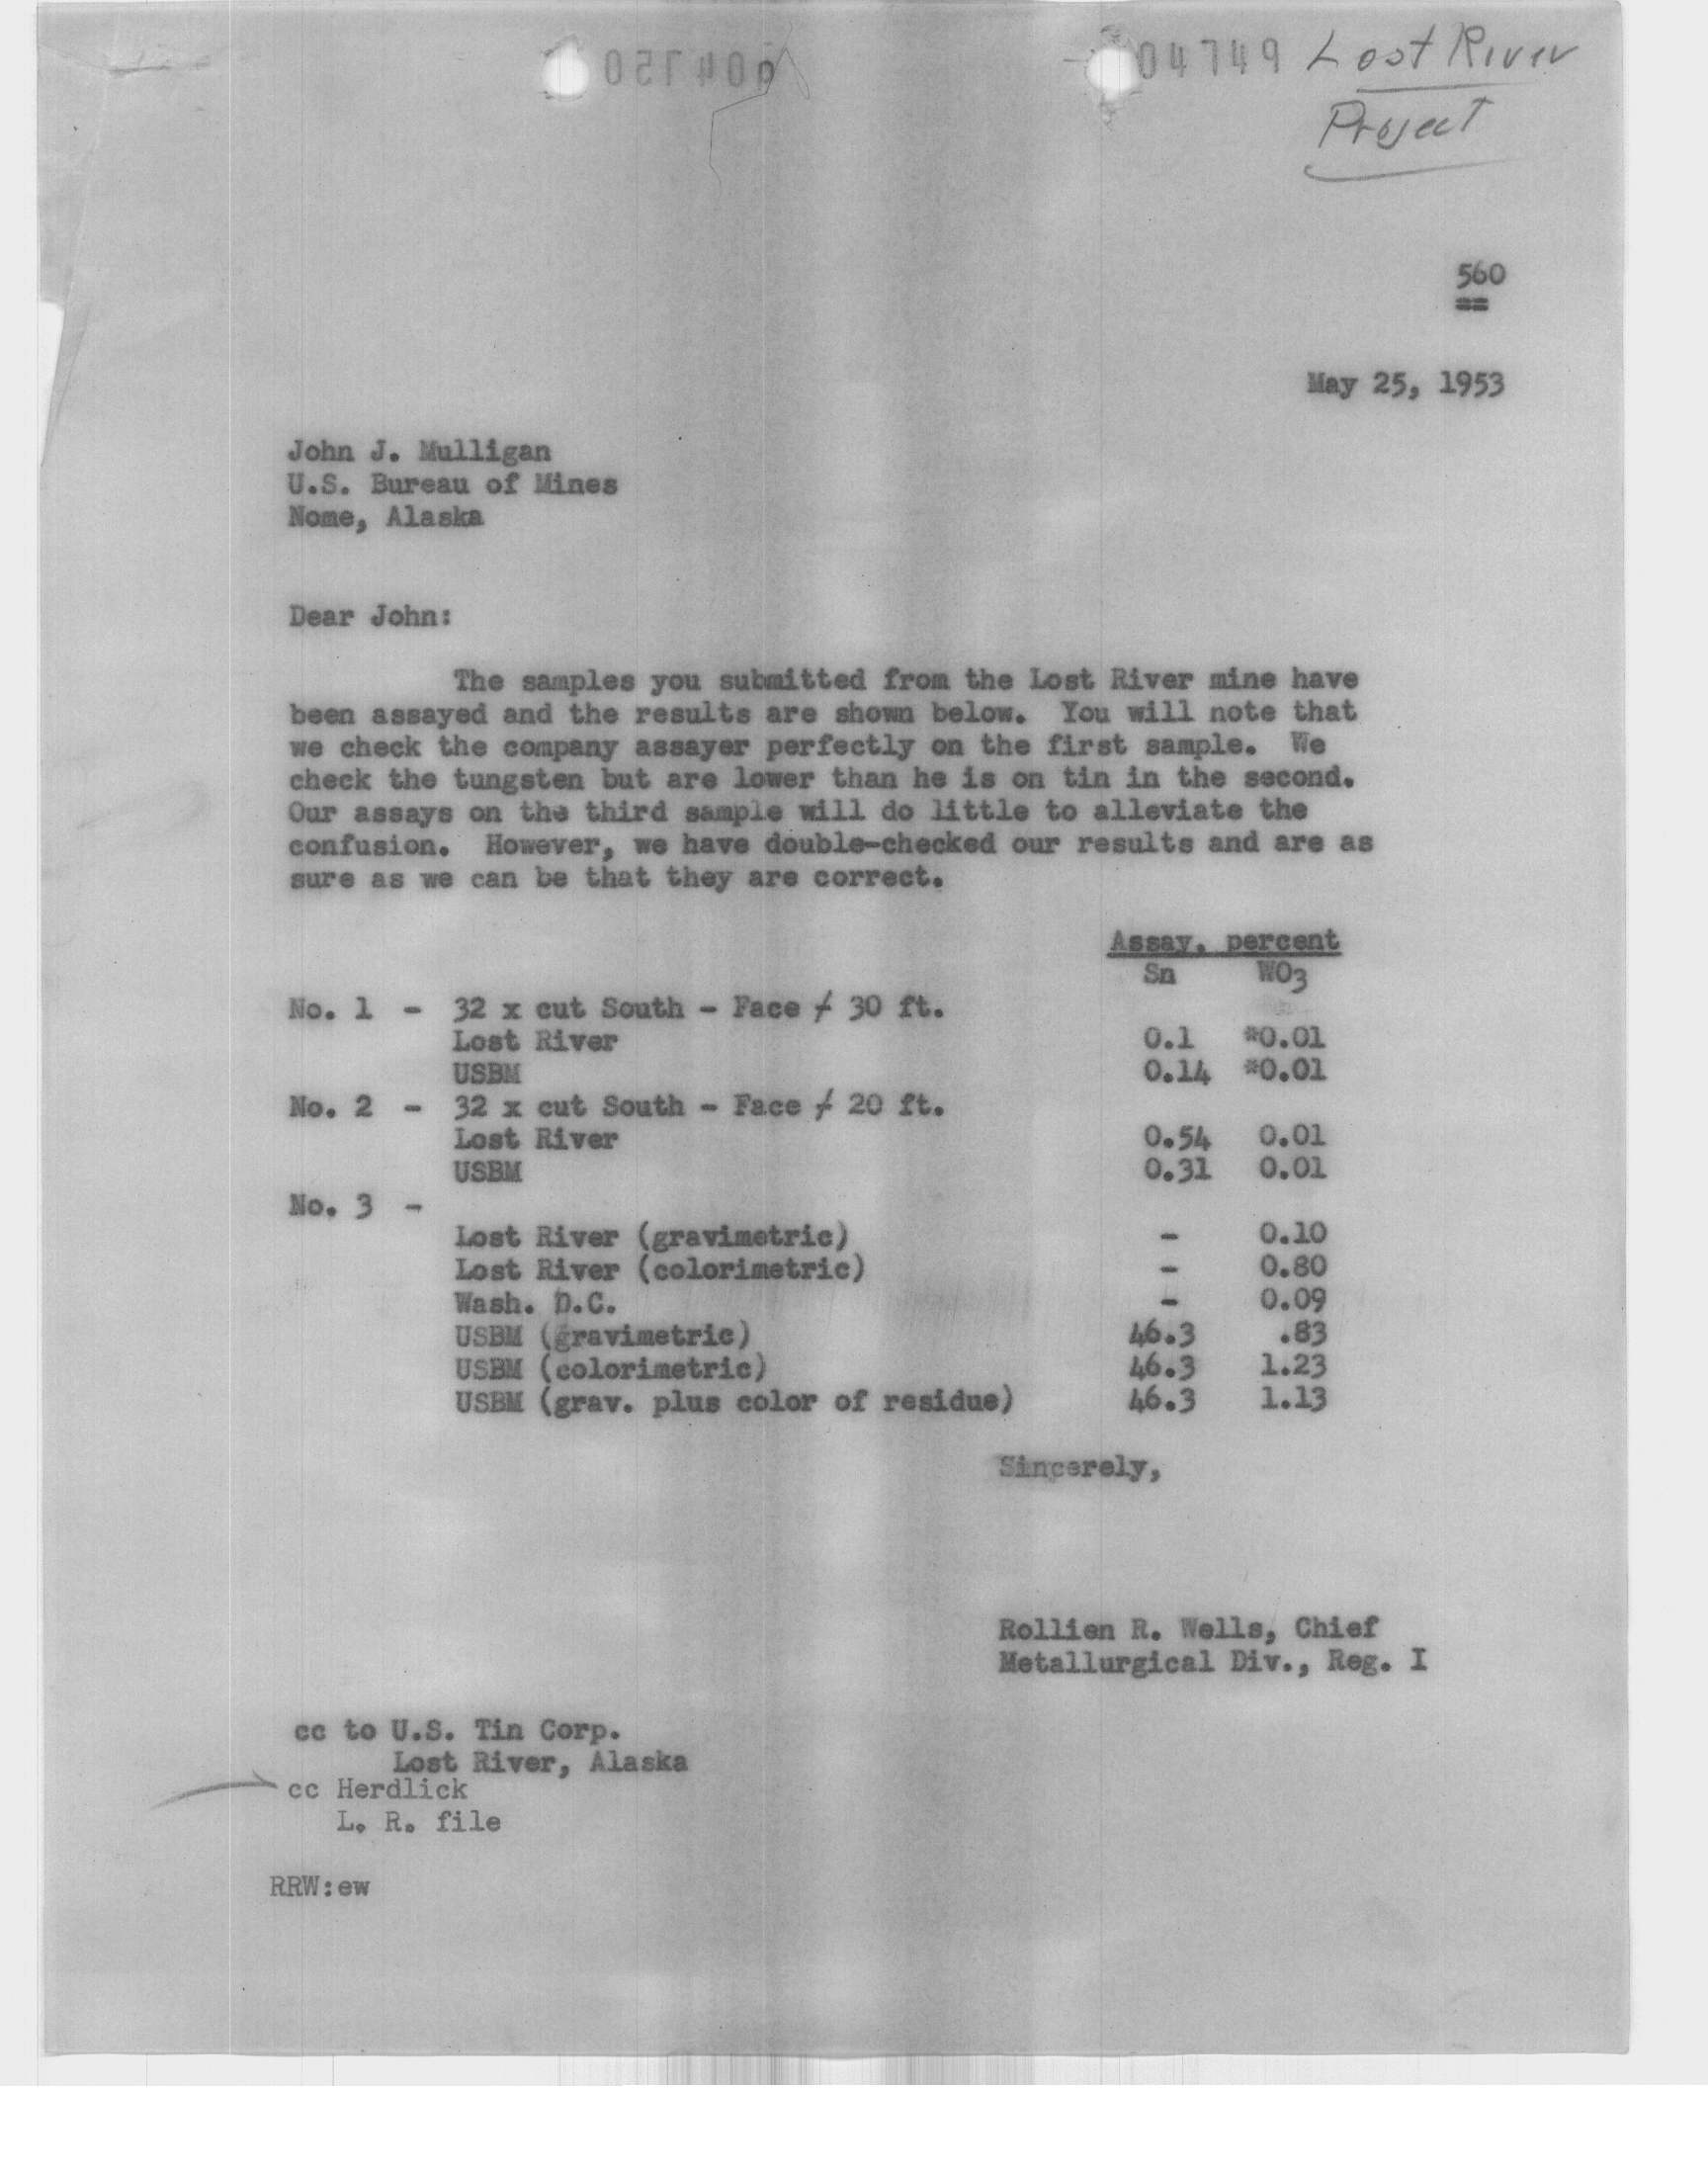 04749 Lost River
Project
560
==
May 25, 1953
John J. Mulligan
U.S. Bureau of Mines
Nome, Alaska
Dear John:
The samples you submitted from the Lost River mine have
been assayed and the results are shown below. You will note that
we check the company assayer perfectly on the first sample. We
check the tungsten but are lower than he is on tin in the second.
Our assays on the third sample will do little to alleviate the
confusion. However, we have double-checked our results and are as
sure as we can be that they are correct.
Assay, percent
Sn WO3
No. 1 - 32 x cut South - Face ≠ 30 ft.
Lost River 0.1 *0.01
USBM 0.14 *0.01
No. 2 - 32 x cut South - Face ≠ 20 ft.
Lost River 0.54 0.01
USBM 0.31 0.01
No. 3 -
Lost River (gravimetric) - 0.10
Lost River (colorimetric) - 0.80
Wash. D.C. - 0.09
USBM (gravimetric) 46.3 .83
USBM (colorimetric) 46.3 1.23
USBM (grav. plus color of residue) 46.3 1.13
Sincerely,
Rollien R. Wells, Chief
Metallurgical Div., Reg. I
cc to U.S. Tin Corp.
Lost River, Alaska
cc Herdlick
L. R. file
RRW:ew